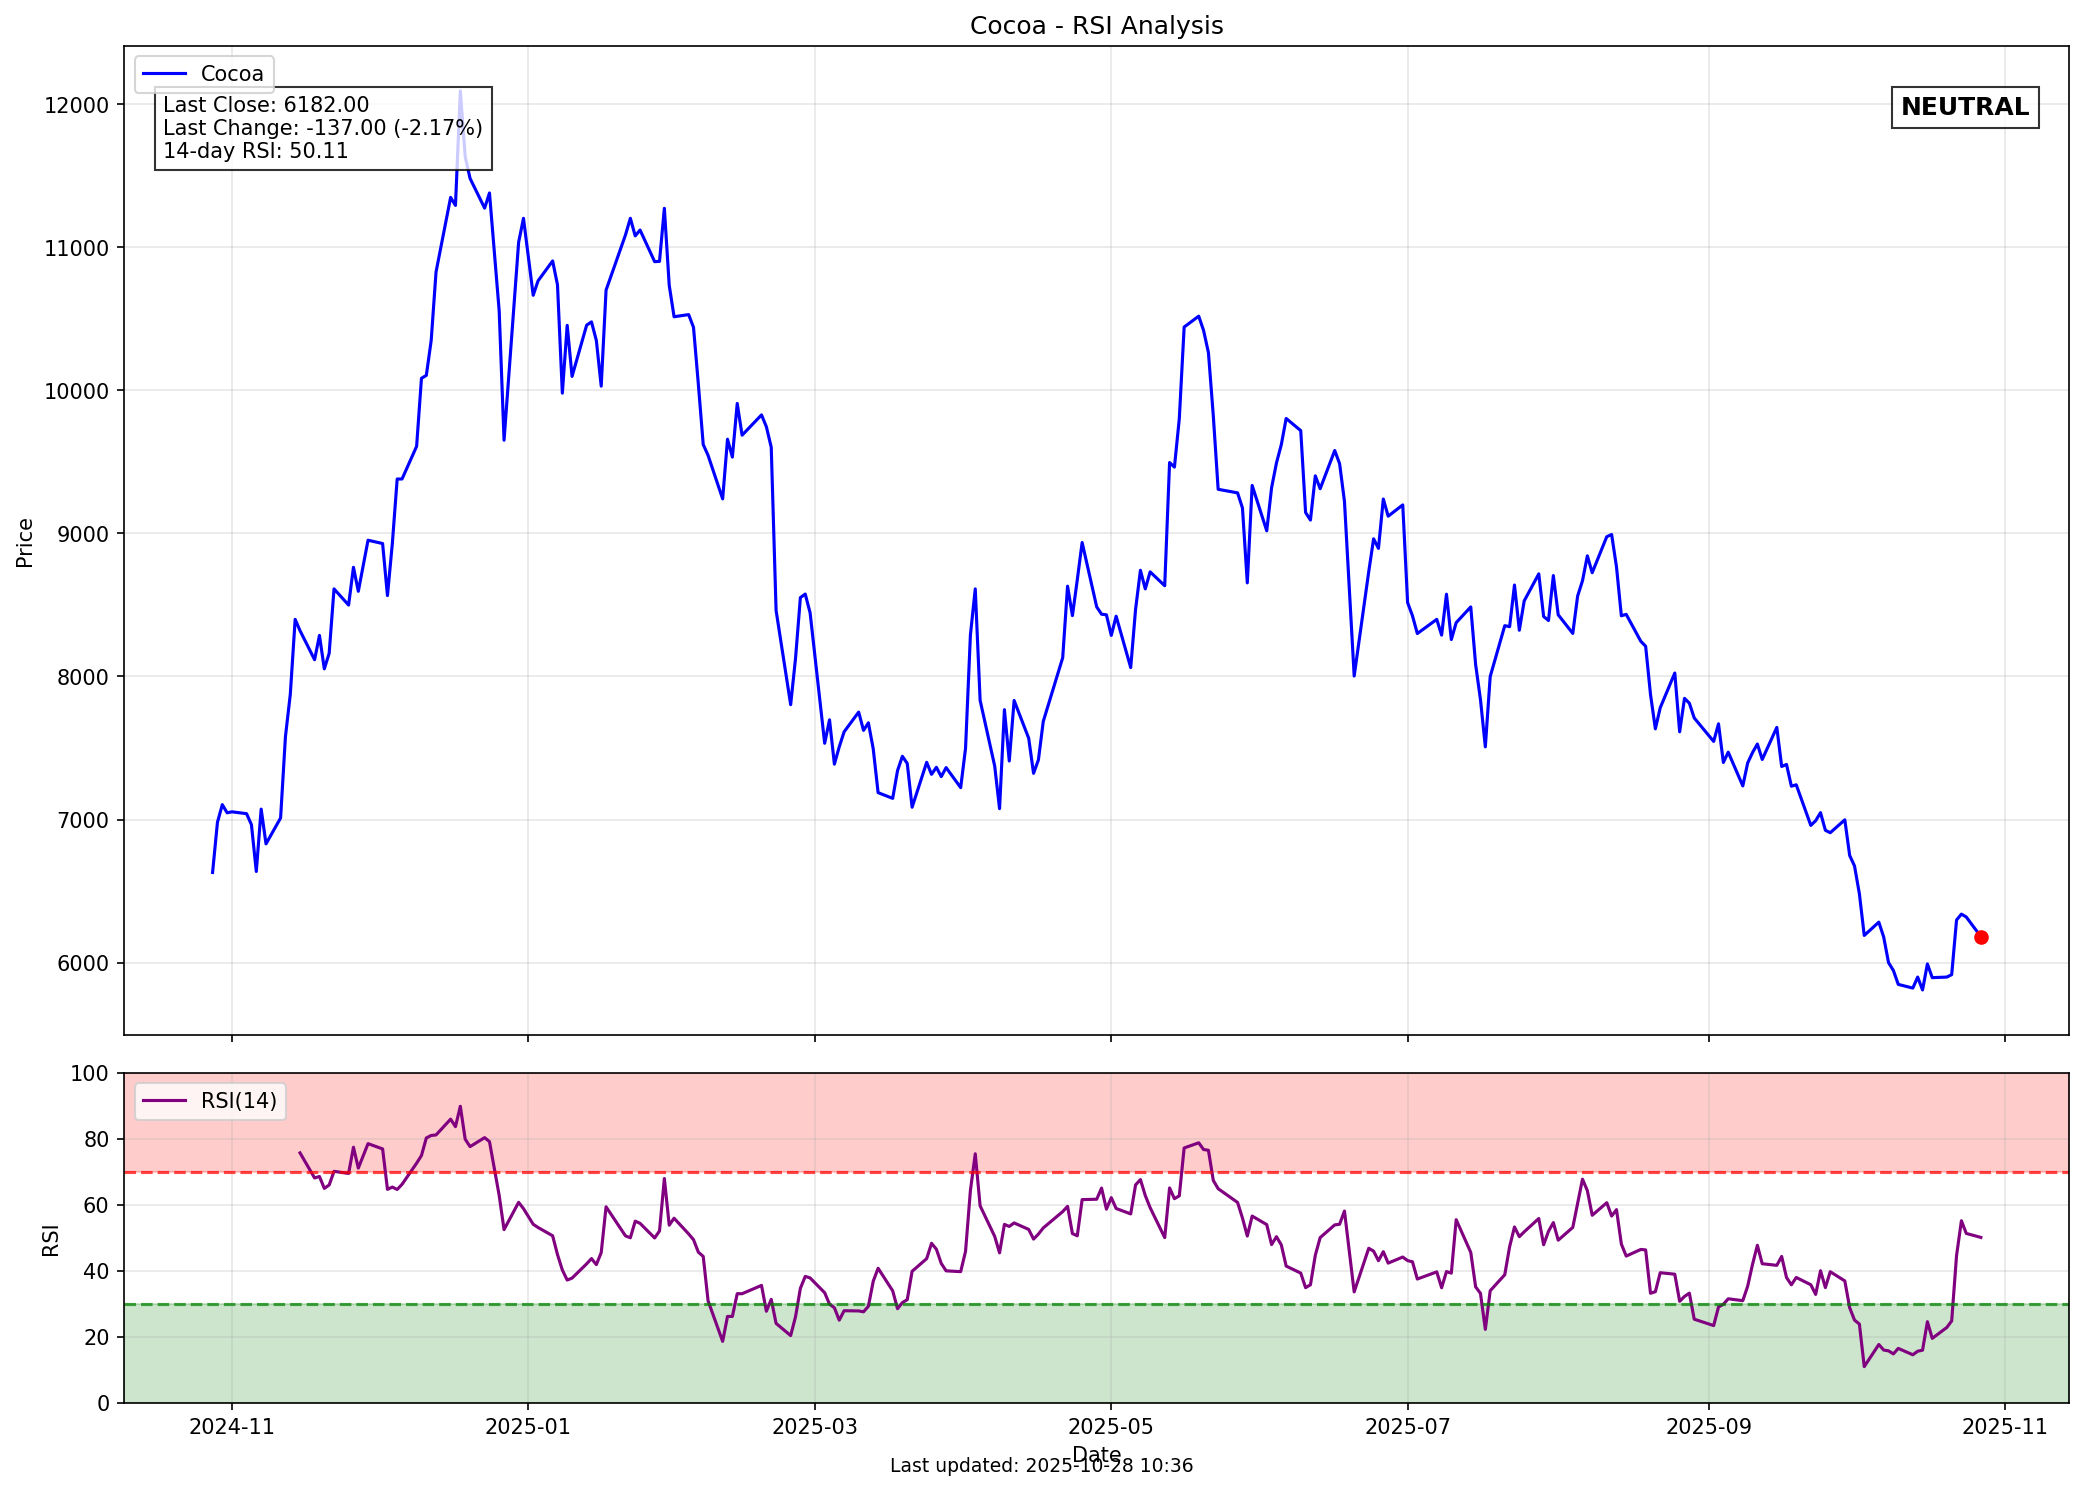 Cocoa - RSI Analysis
Cocoa
Last Close: 6182.00
Last Change: -137.00 (-2.17%)
14-day RSI: 50.11
NEUTRAL
Price
12000
11000
10000
9000
8000
7000
6000
RSI(14)
RSI
100
80
60
40
20
0
2024-11
2025-01
2025-03
2025-05
2025-07
2025-09
2025-11
Date
Last updated: 2025-10-28 10:36